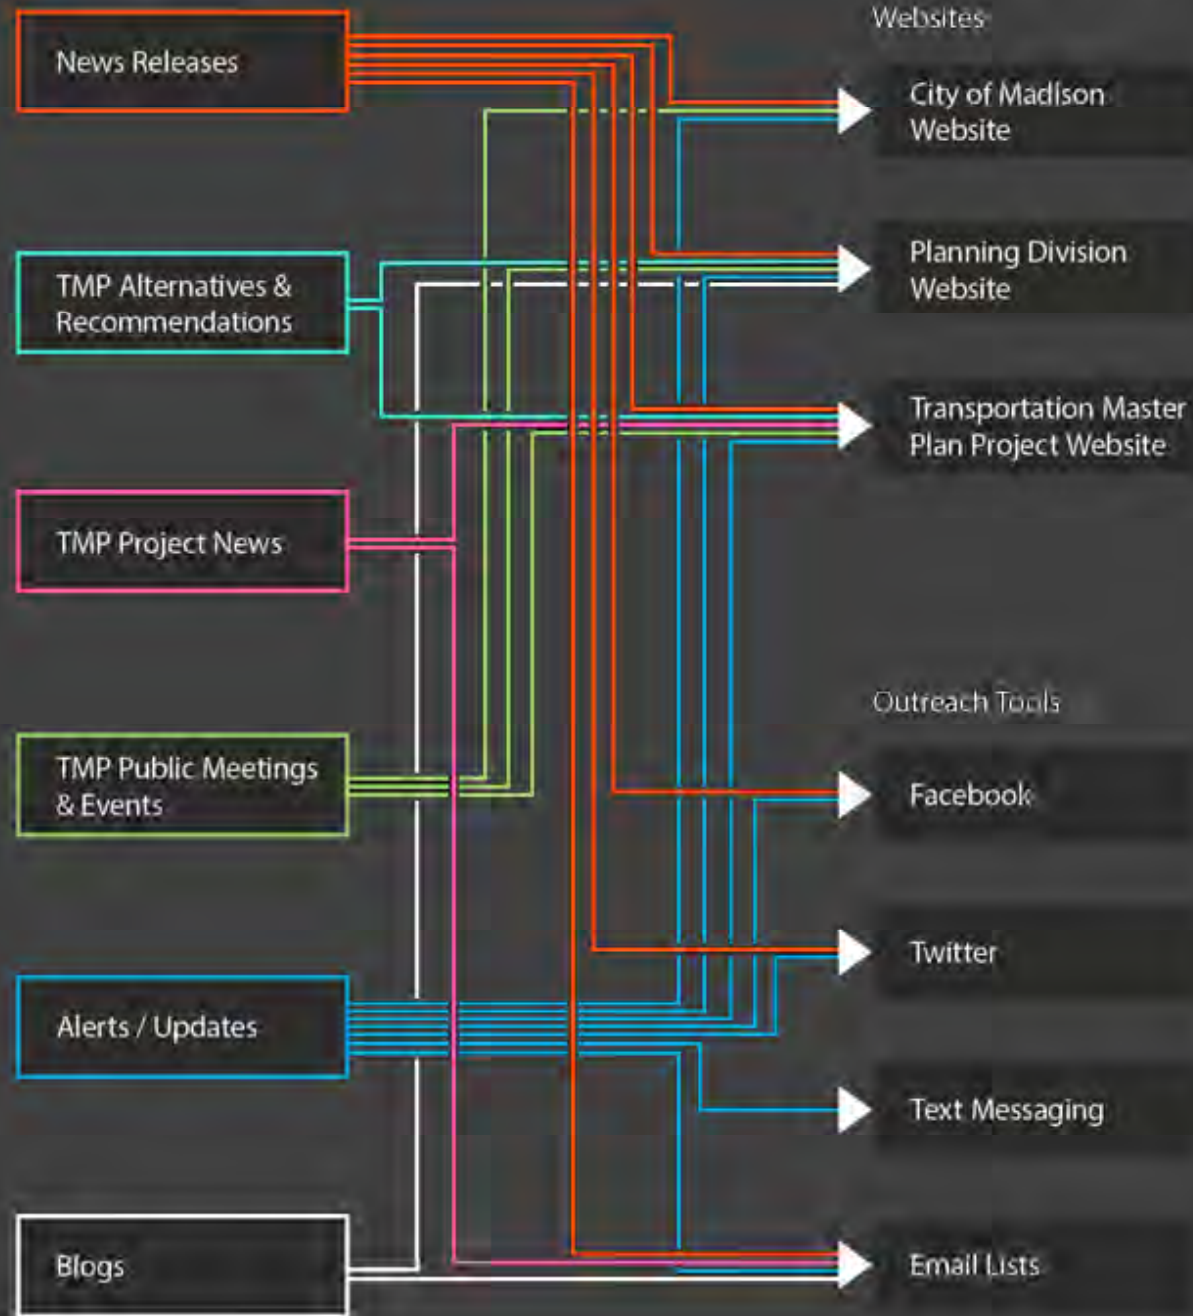 News Releases
TMP Alternatives &
Recommendations
TMP Project News
TMP Public Meetings
& Events
Alerts / Updates
Blogs
Websites
City of Madison
Website
Planning Division
Website
Transportation Master
Plan Project Website
Outreach Tools
Facebook
Twitter
Text Messaging
Email Lists